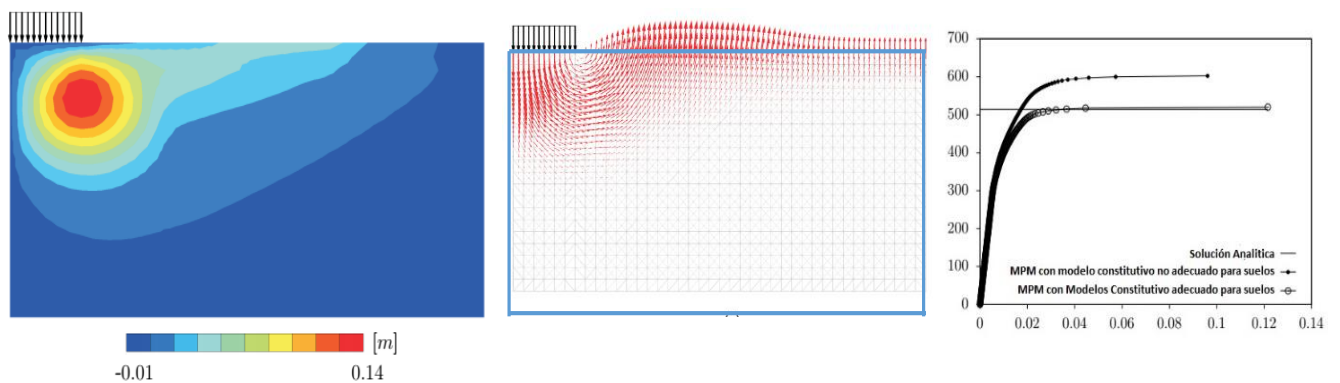 [m]
-0.01
0.14
700
600
500
400
300
200
100
0
Solución Analitica
MPM con modelo constitutivo no adecuado para suelos
MPM con Modelos Constitutivo adecuado para suelos
0 0.02 0.04 0.06 0.08 0.1 0.12 0.14